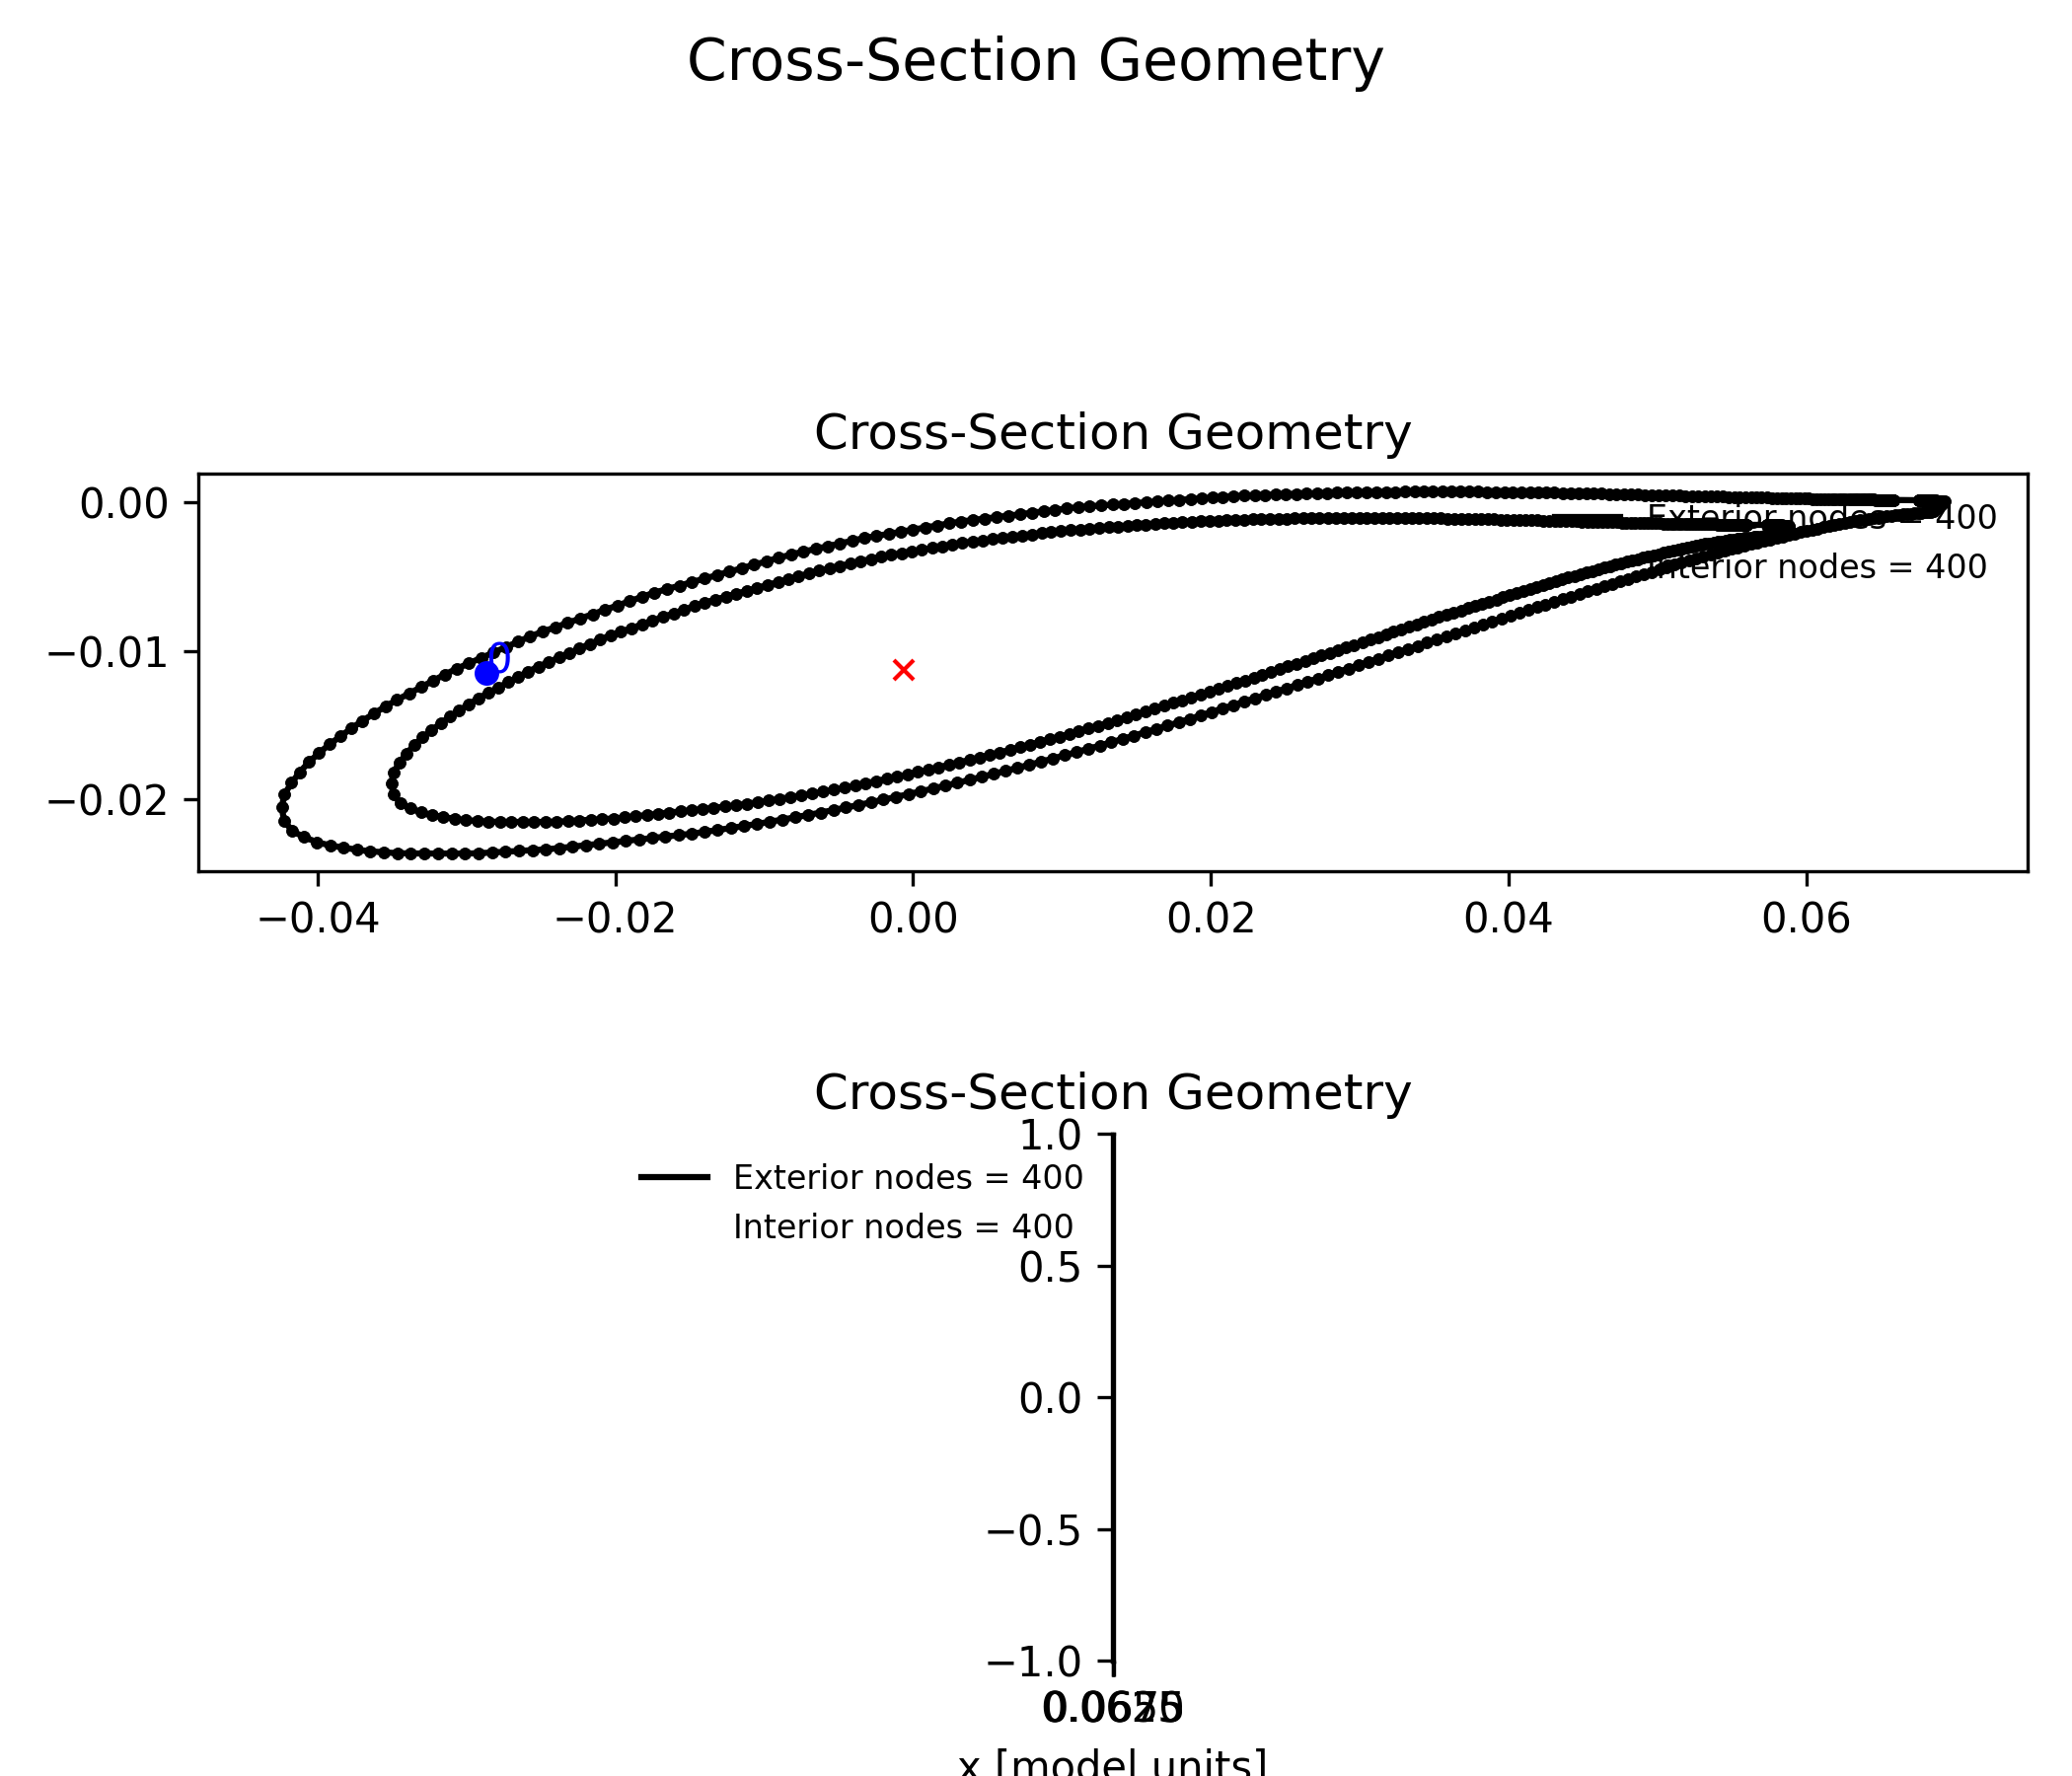 Cross-Section Geometry
Cross-Section Geometry
0.00
Exterior nodes = 400
Interior nodes = 400
−0.01
0
−0.02
−0.04
−0.02
0.00
0.02
0.04
0.06
Cross-Section Geometry
1.0
Exterior nodes = 400
Interior nodes = 400
0.5
0.0
−0.5
−1.0
x [model units]